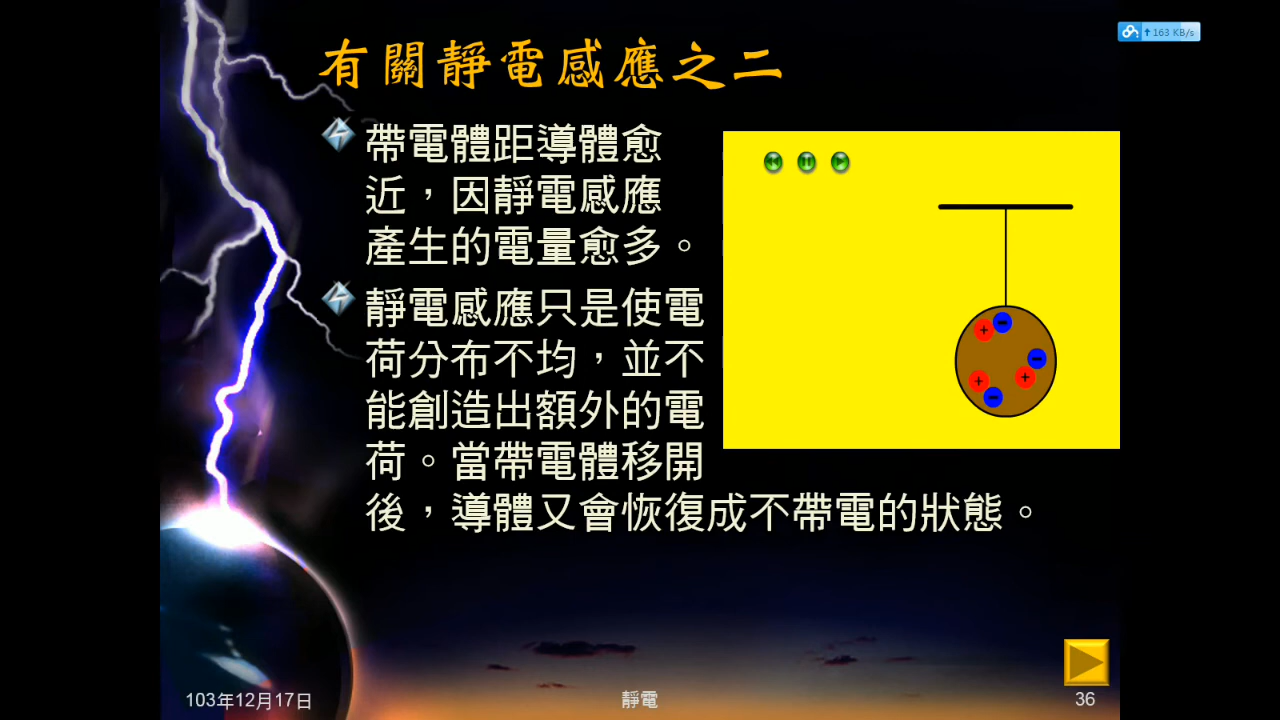 ↑ 163 KB/s
有關靜電感應之二
帶電體距導體愈
近，因靜電感應
產生的電量愈多。
靜電感應只是使電
荷分布不均，並不
能創造出額外的電
荷。當帶電體移開
後，導體又會恢復成不帶電的狀態。
+ -
-
+ +
-
103年12月17日 靜電 36